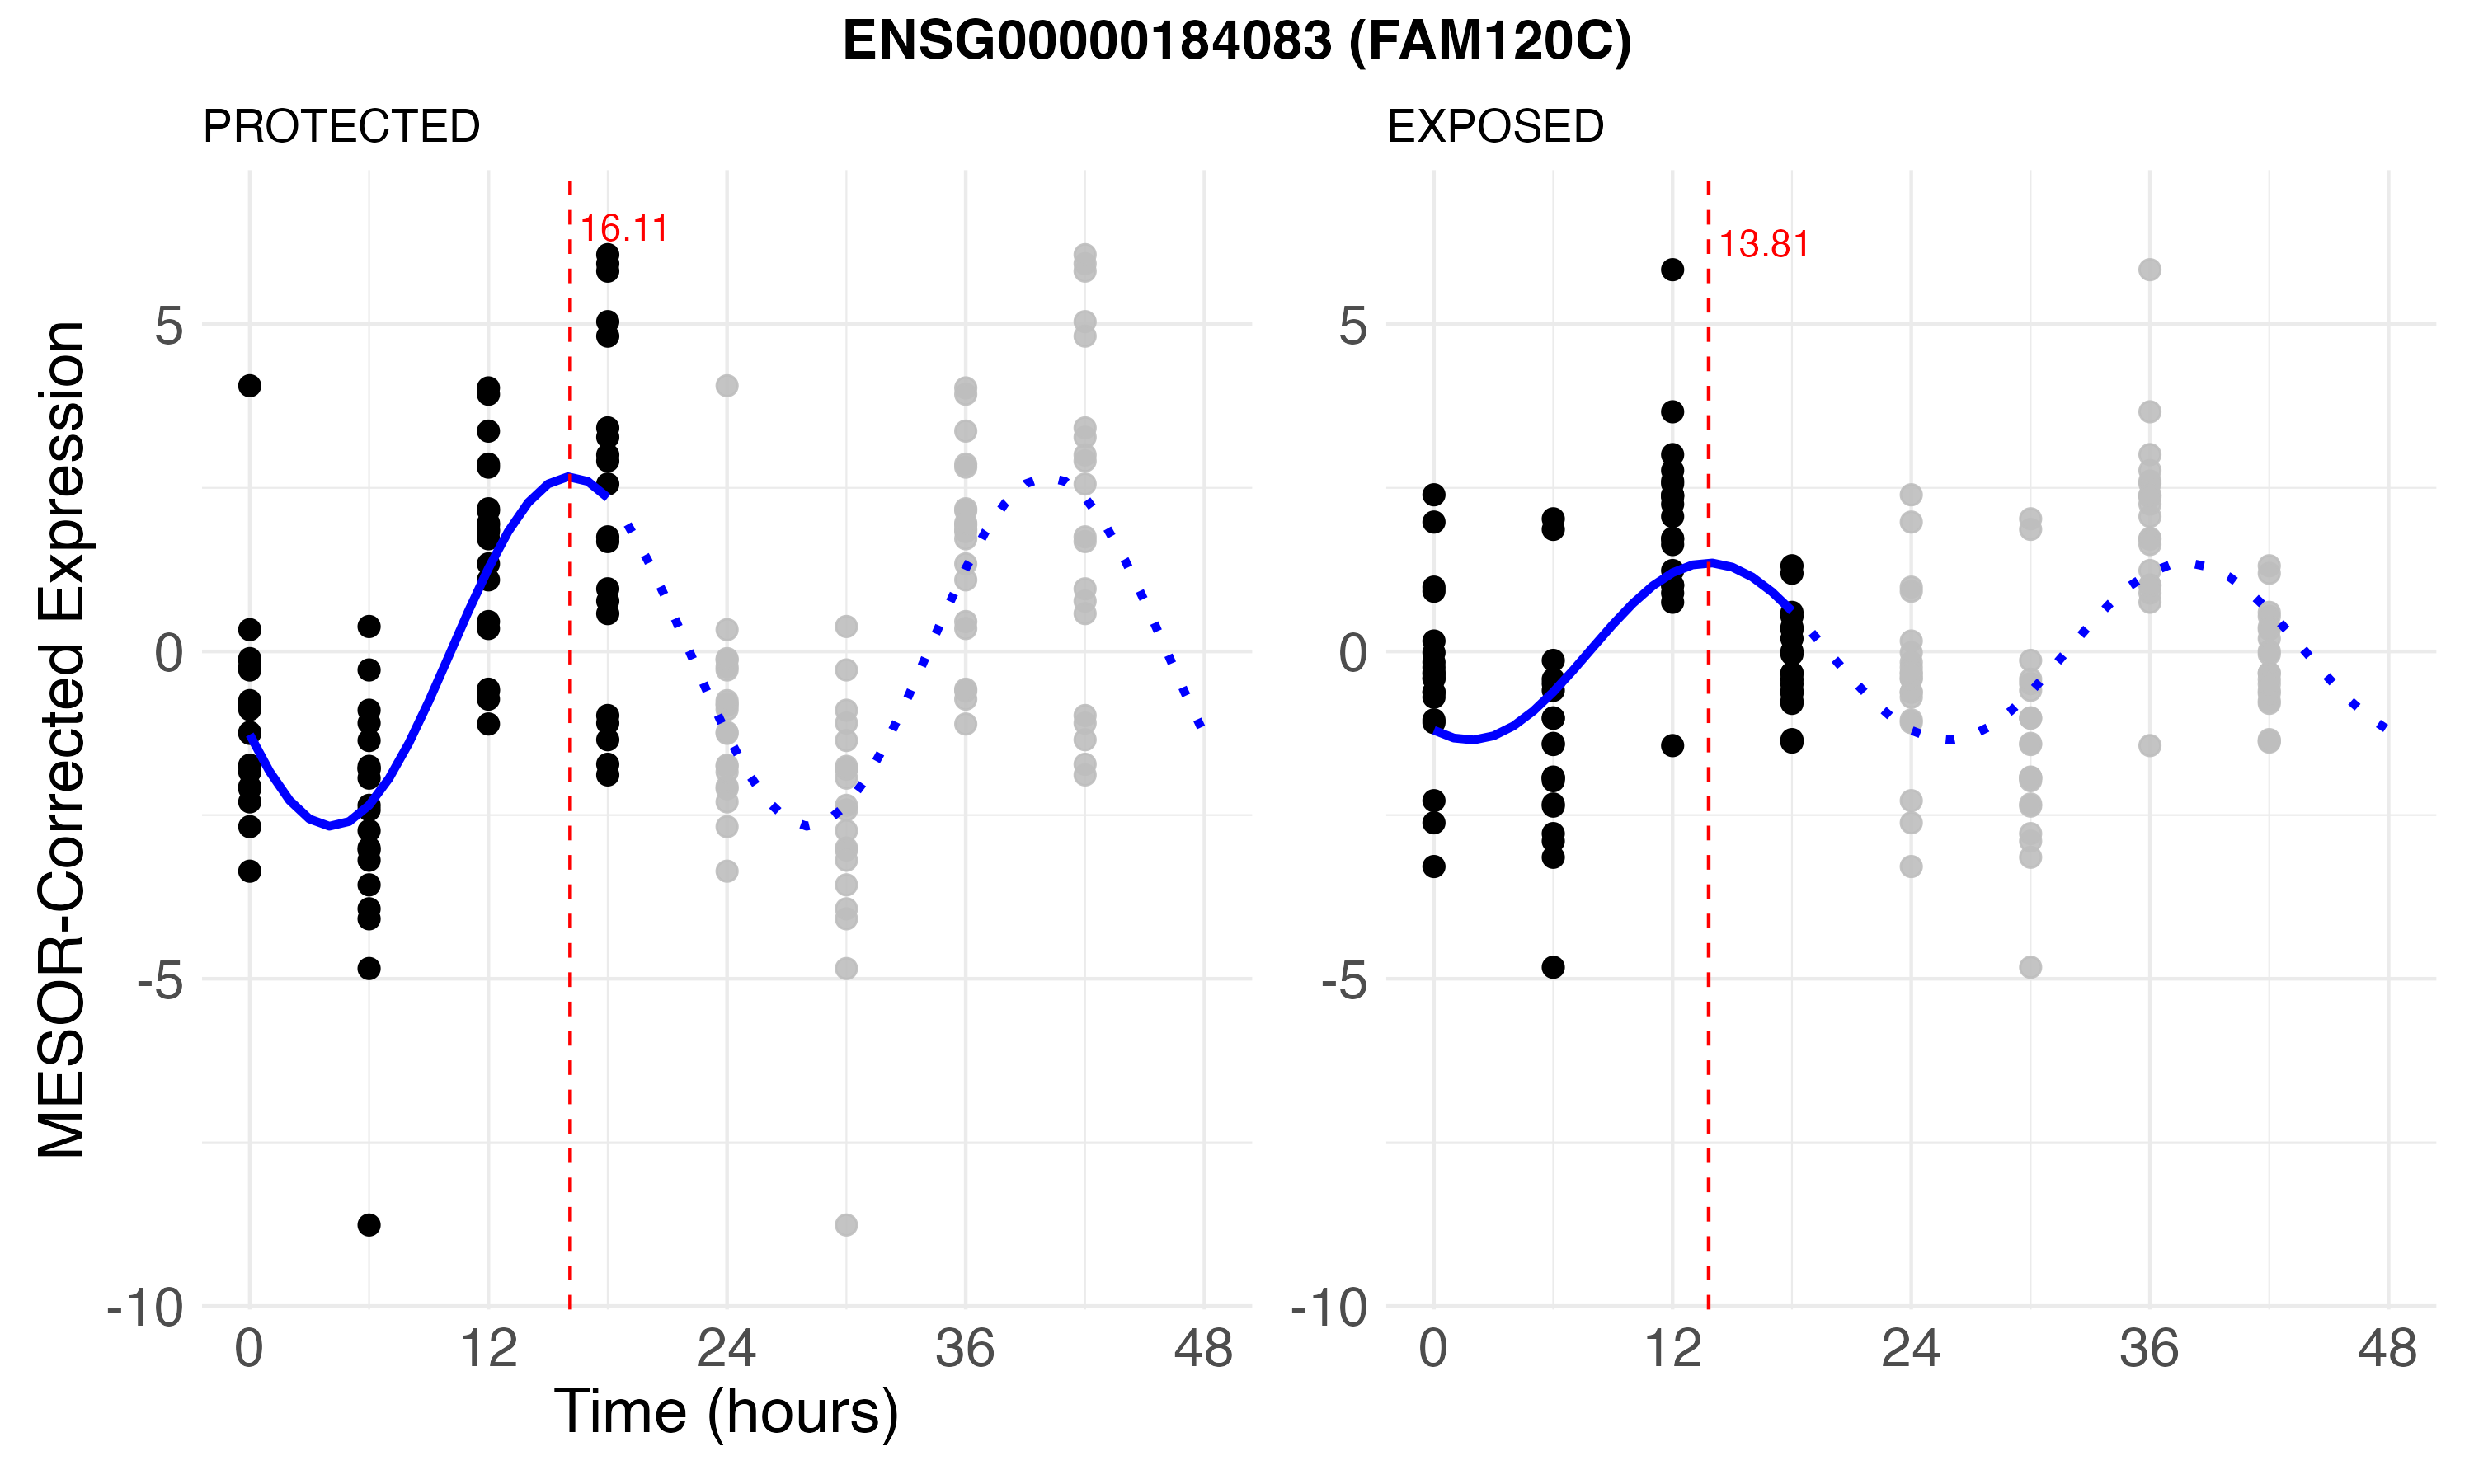 ENSG00000184083 (FAM120C)
PROTECTED
EXPOSED
MESOR-Corrected Expression
16.11
5
0
-5
-10
0 12 24 36 48
13.81
5
0
-5
-10
0 12 24 36 48
Time (hours)